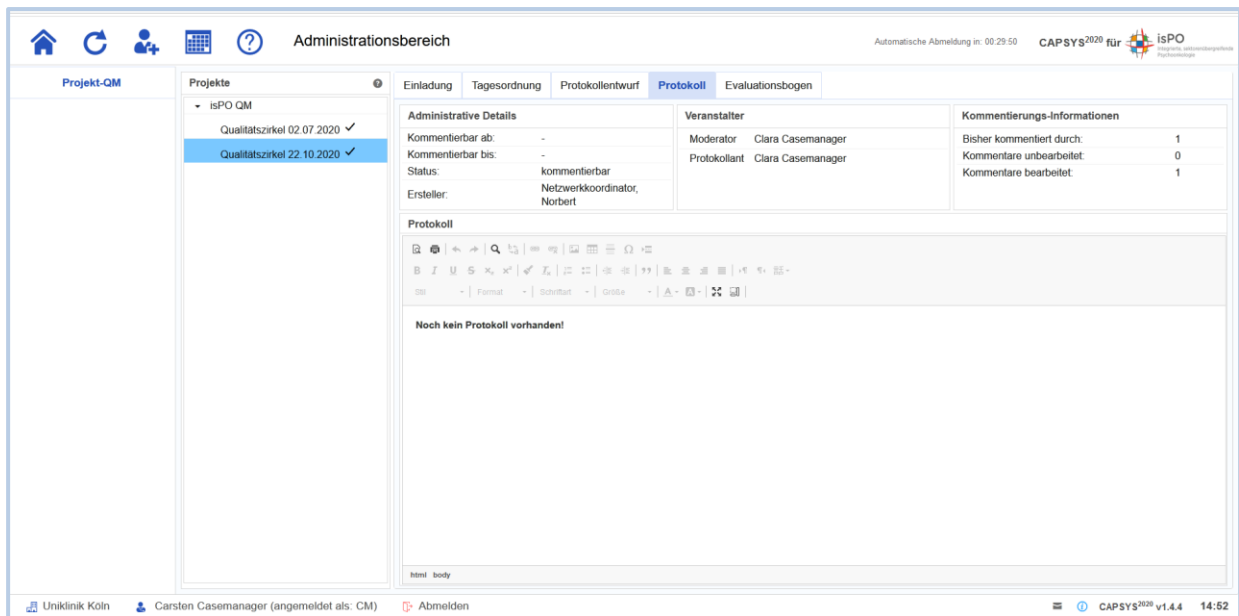 Administrationsbereich
Automatische Abmeldung in: 00:29:50
CAPSYS2020 für isPO
Integrierte, sektorenübergreifende
Psychoonkologie
Projekt-QM
Projekte
isPO QM
Qualitätszirkel 02.07.2020
Qualitätszirkel 22.10.2020
Einladung Tagesordnung Protokollentwurf Protokoll Evaluationsbogen
Administrative Details
Kommentierbar ab: -
Kommentierbar bis: -
Status: kommentierbar
Ersteller: Netzwerkkoordinator,
Norbert
Veranstalter
Moderator Clara Casemanager
Protokollant Clara Casemanager
Kommentierungs-Informationen
Bisher kommentiert durch: 1
Kommentare unbearbeitet: 0
Kommentare bearbeitet: 1
Protokoll
Stil Format Schriftart Größe
Noch kein Protokoll vorhanden!
html body
Uniklinik Köln Carsten Casemanager (angemeldet als: CM) Abmelden CAPSYS2020 v1.4.4 14:52